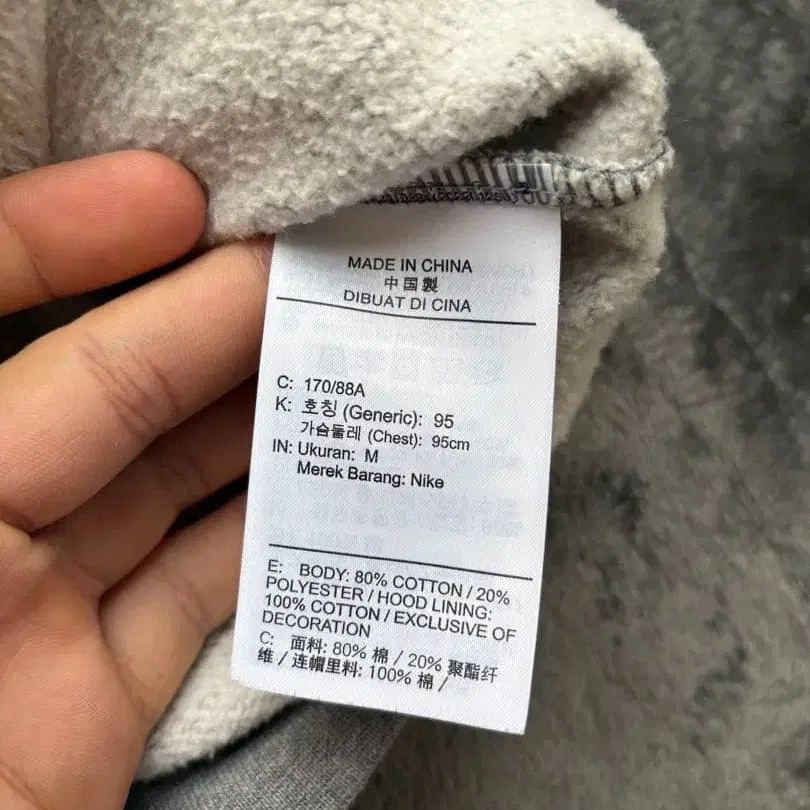 MADE IN CHINA
中国製
DIBUAT DI CINA
C: 170/88A
K: 호칭 (Generic): 95
가슴둘레 (Chest): 95cm
IN: Ukuran: M
Merek Barang: Nike
E: BODY: 80% COTTON / 20%
POLYESTER / HOOD LINING:
100% COTTON / EXCLUSIVE OF
DECORATION
C: 面料: 80% 棉 / 20% 聚酯纤
维 / 连帽里料: 100% 棉 /